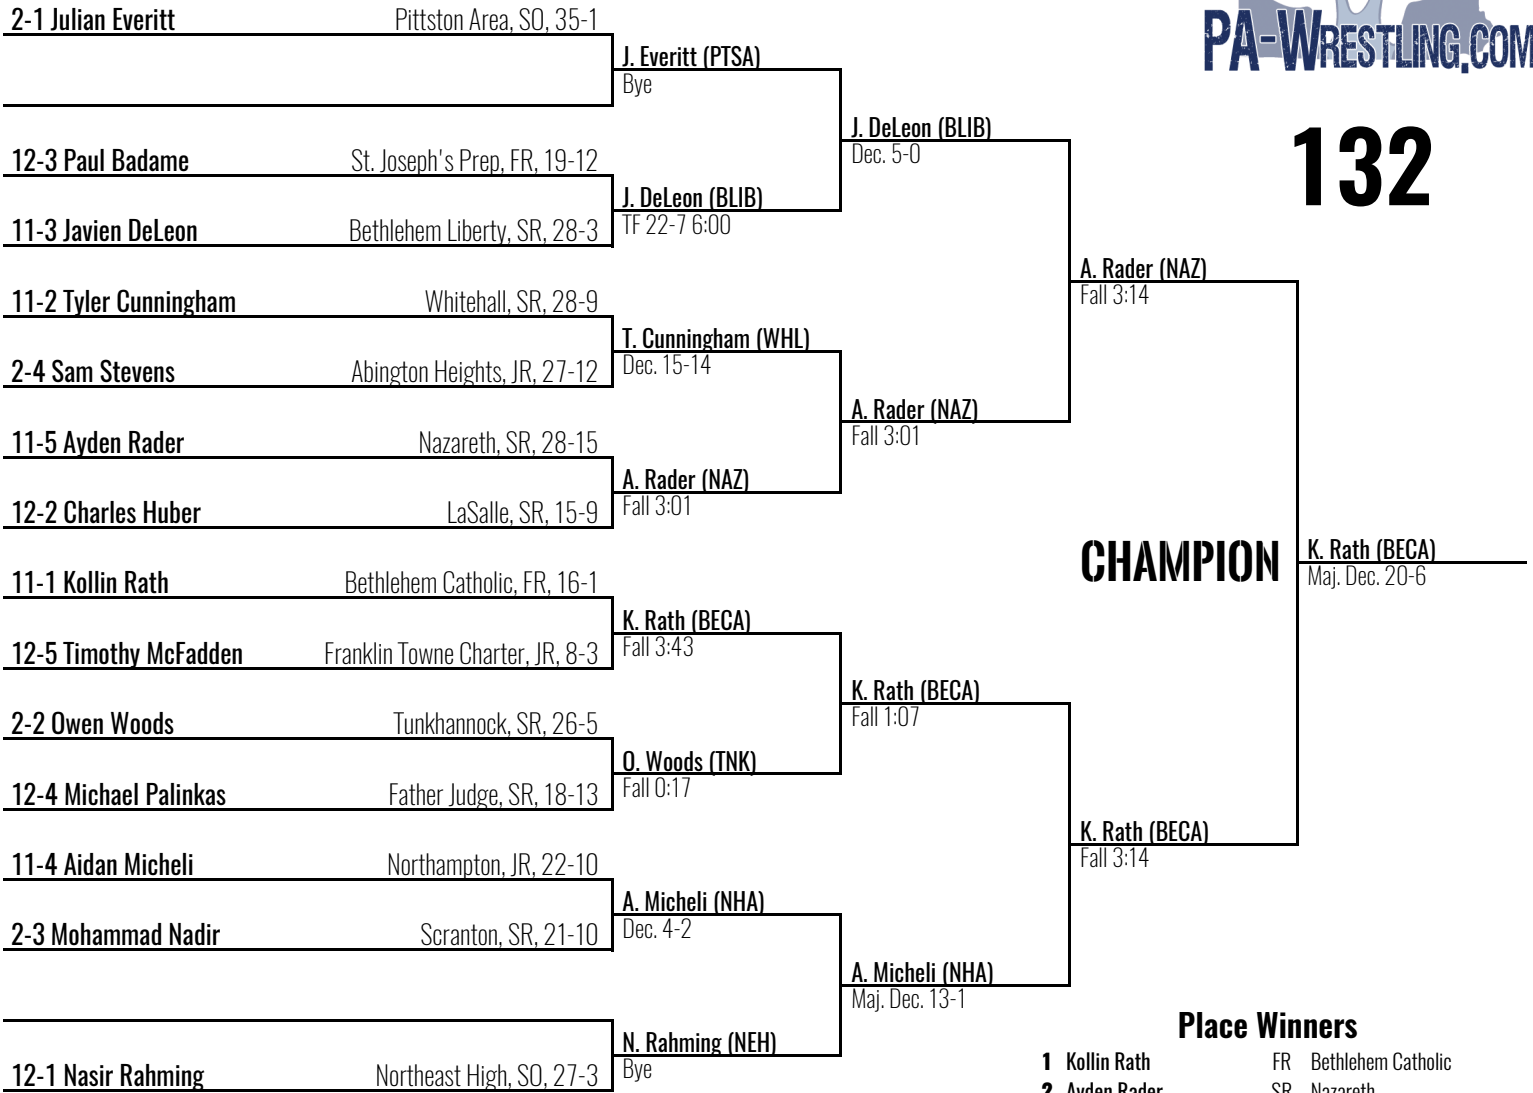 PA-WRESTLING.COM
132
2-1 Julian Everitt Pittston Area, SO, 35-1
J. Everitt (PTSA)
Bye
J. DeLeon (BLIB)
Dec. 5-0
12-3 Paul Badame St. Joseph's Prep, FR, 19-12
J. DeLeon (BLIB)
TF 22-7 6:00
11-3 Javien DeLeon Bethlehem Liberty, SR, 28-3
A. Rader (NAZ)
Fall 3:14
11-2 Tyler Cunningham Whitehall, SR, 28-9
T. Cunningham (WHL)
Dec. 15-14
2-4 Sam Stevens Abington Heights, JR, 27-12
A. Rader (NAZ)
Fall 3:01
11-5 Ayden Rader Nazareth, SR, 28-15
A. Rader (NAZ)
Fall 3:01
12-2 Charles Huber LaSalle, SR, 15-9
CHAMPION
K. Rath (BECA)
Maj. Dec. 20-6
11-1 Kollin Rath Bethlehem Catholic, FR, 16-1
K. Rath (BECA)
Fall 3:43
12-5 Timothy McFadden Franklin Towne Charter, JR, 8-3
K. Rath (BECA)
Fall 1:07
2-2 Owen Woods Tunkhannock, SR, 26-5
O. Woods (TNK)
Fall 0:17
12-4 Michael Palinkas Father Judge, SR, 18-13
K. Rath (BECA)
Fall 3:14
11-4 Aidan Micheli Northampton, JR, 22-10
A. Micheli (NHA)
Dec. 4-2
2-3 Mohammad Nadir Scranton, SR, 21-10
A. Micheli (NHA)
Maj. Dec. 13-1
N. Rahming (NEH)
Bye
12-1 Nasir Rahming Northeast High, SO, 27-3
Place Winners
1 Kollin Rath FR Bethlehem Catholic
2 Ayden Rader SR Nazareth